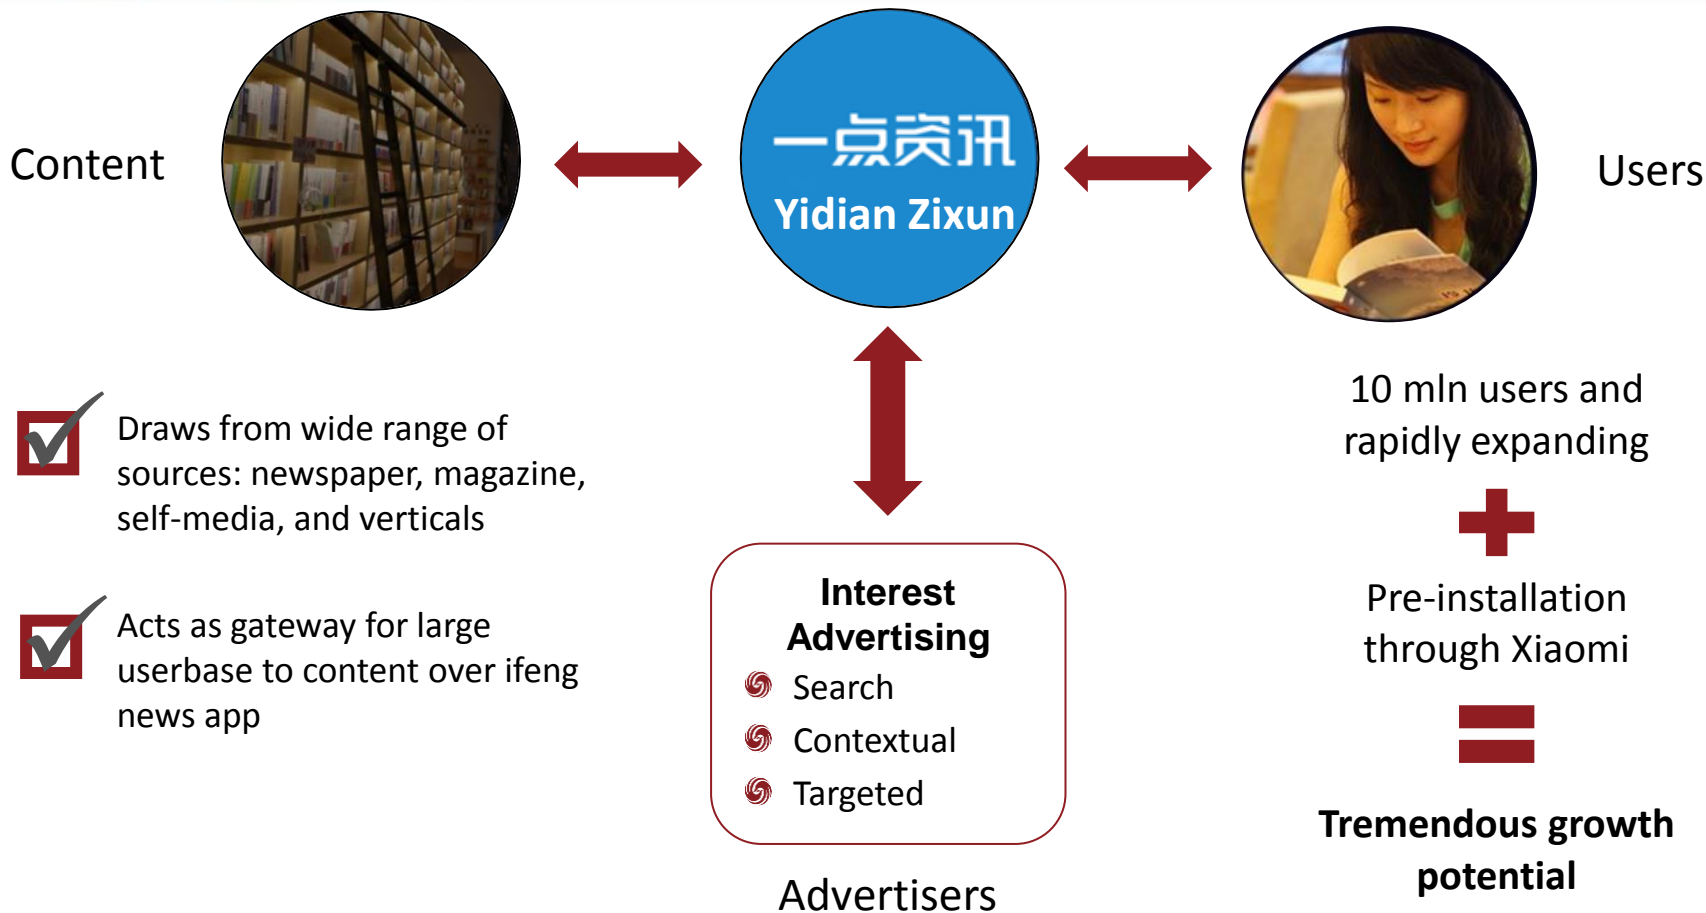 Content
一点资讯
Yidian Zixun
Users
Draws from wide range of
sources: newspaper, magazine,
self-media, and verticals
Acts as gateway for large
userbase to content over ifeng
news app
Interest
Advertising
Search
Contextual
Targeted
Advertisers
10 mln users and
rapidly expanding
Pre-installation
through Xiaomi
Tremendous growth
potential